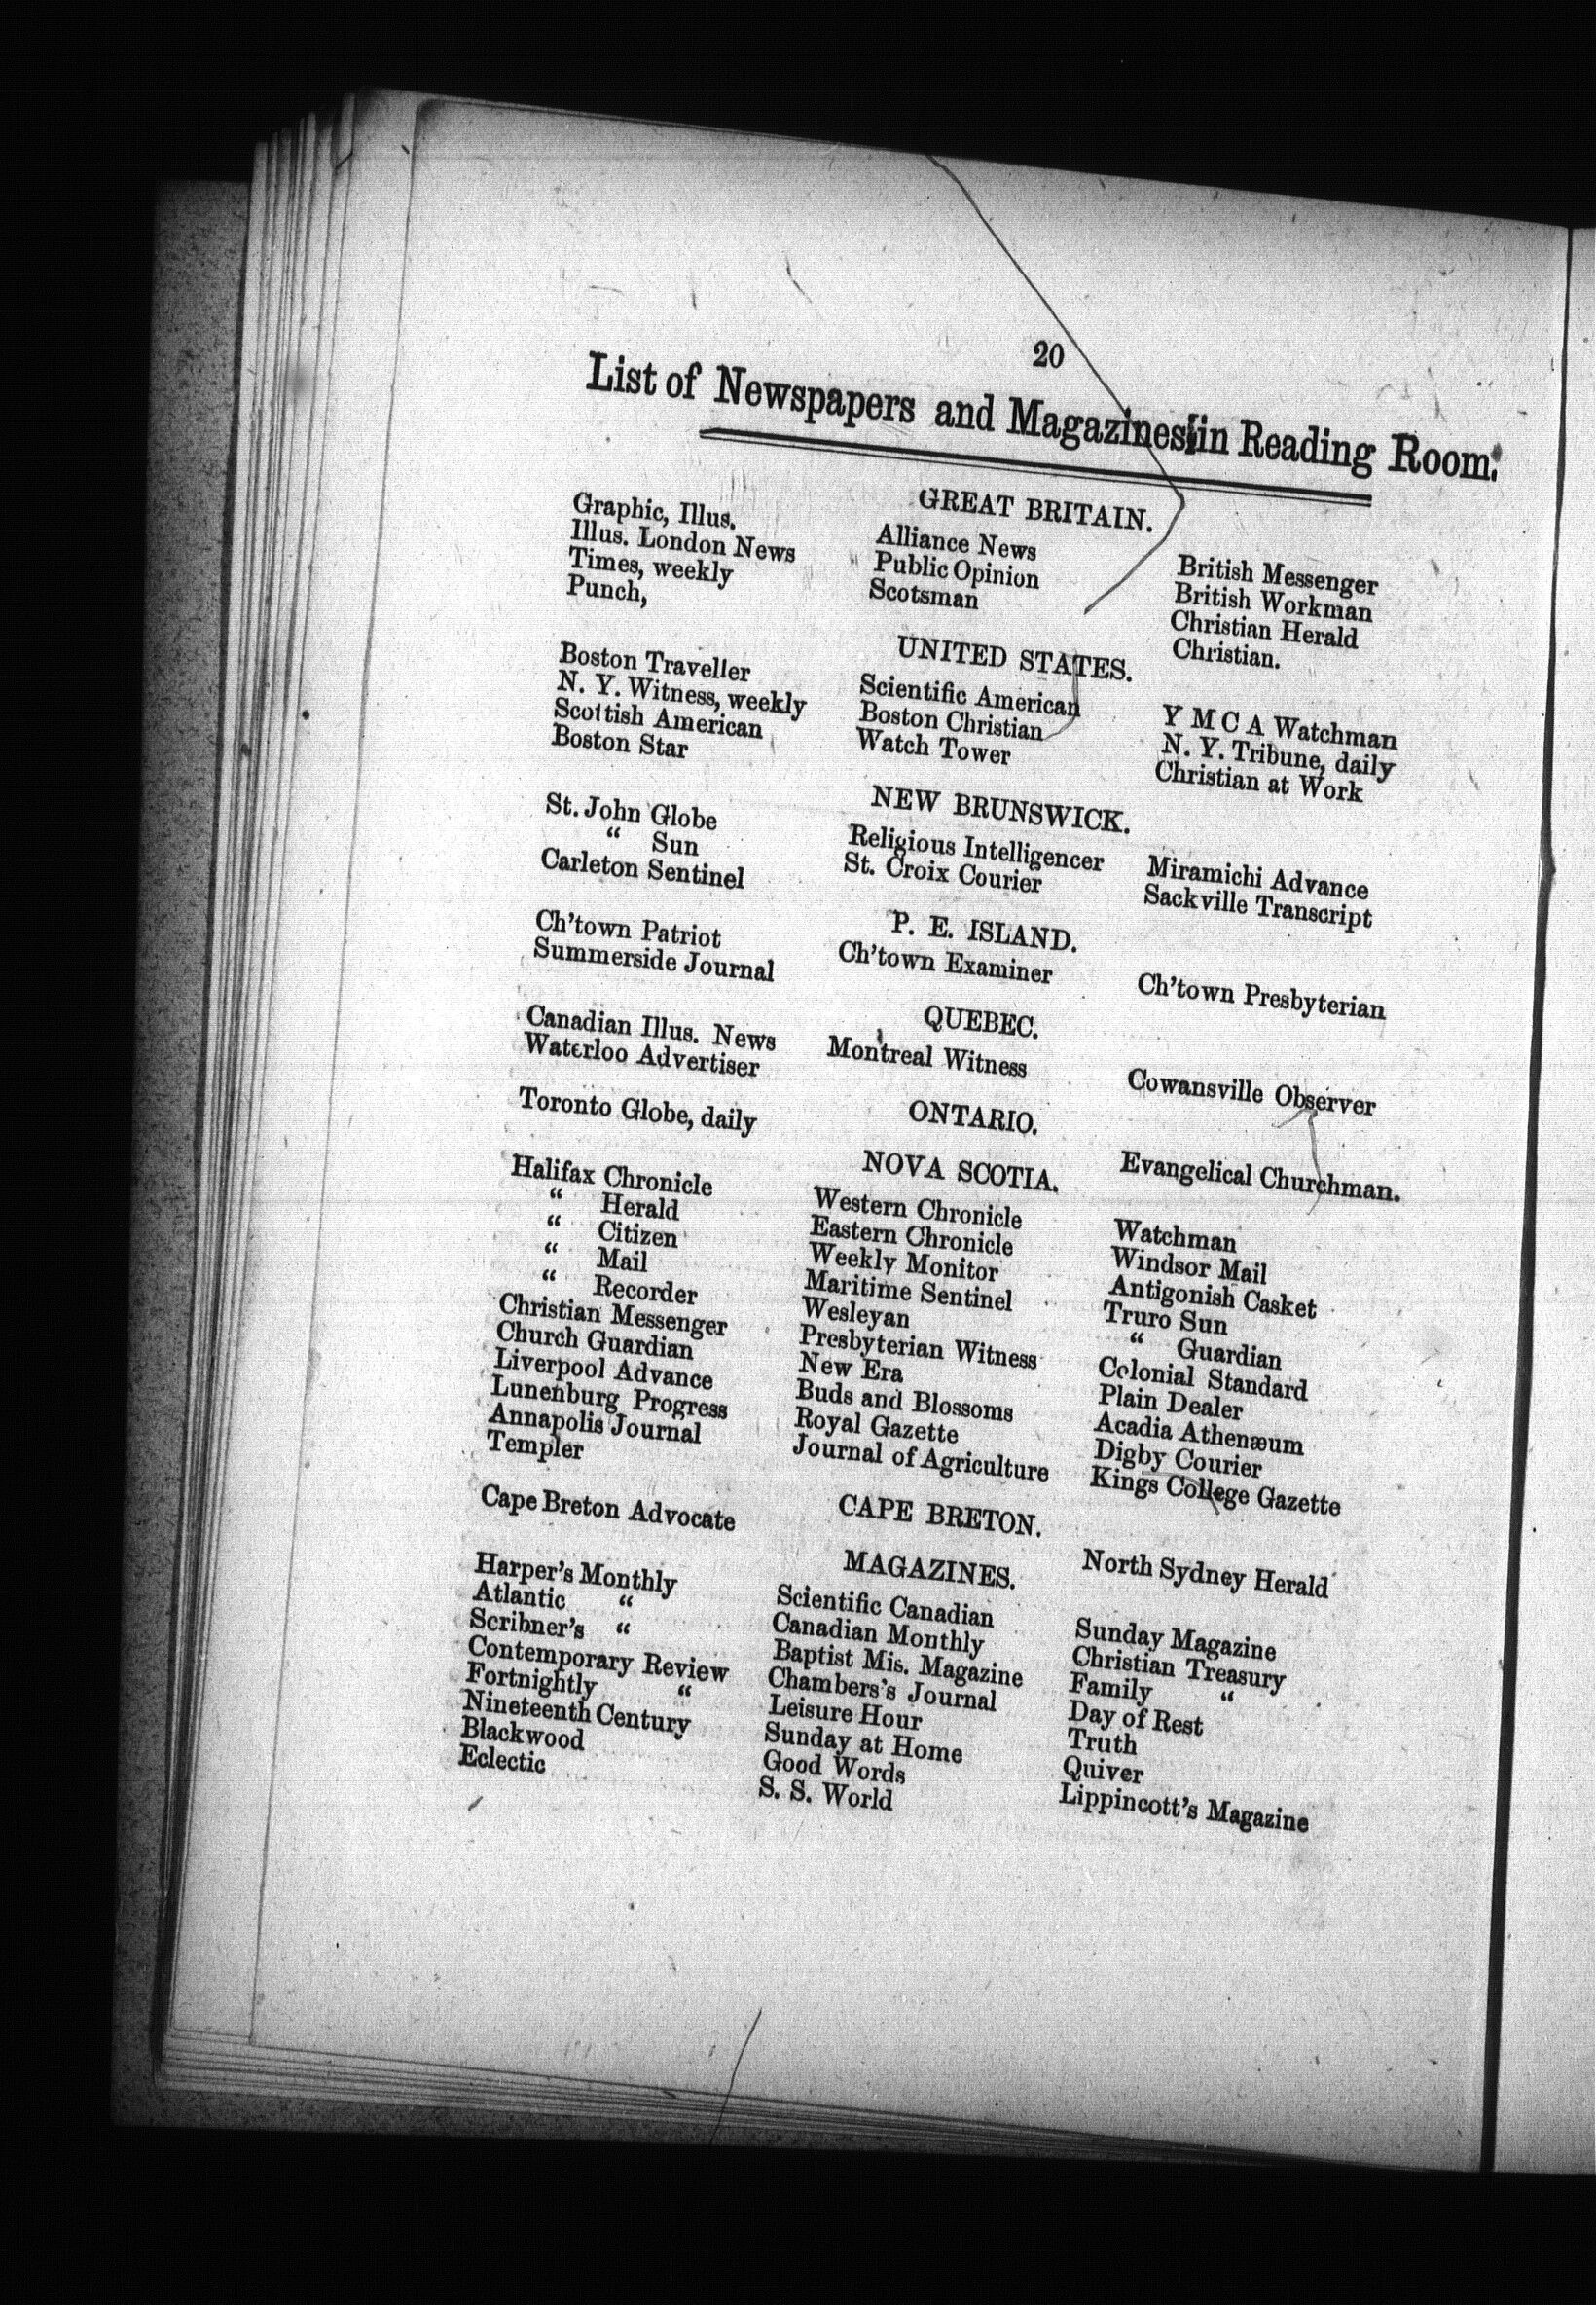 20
List of Newspapers and Magazines in Reading Room.
GREAT BRITAIN.
Graphic, Illus. Alliance News British Messenger
Illus. London News Public Opinion British Workman
Times, weekly Scotsman Christian Herald
Punch, Christian.
UNITED STATES.
Boston Traveller Scientific American Y M C A Watchman
N. Y. Witness, weekly Boston Christian N. Y. Tribune, daily
Scottish American Watch Tower Christian at Work
Boston Star
NEW BRUNSWICK.
St. John Globe Religious Intelligencer Miramichi Advance
“ Sun St. Croix Courier Sackville Transcript
Carleton Sentinel
P. E. ISLAND.
Ch'town Patriot Ch'town Examiner Ch'town Presbyterian
Summerside Journal
QUEBEC.
Canadian Illus. News Montreal Witness Cowansville Observer
Waterloo Advertiser
ONTARIO.
Toronto Globe, daily Evangelical Churchman.
NOVA SCOTIA.
Halifax Chronicle Western Chronicle Watchman
“ Herald Eastern Chronicle Windsor Mail
“ Citizen Weekly Monitor Antigonish Casket
“ Mail Maritime Sentinel Truro Sun
“ Recorder Wesleyan “ Guardian
Christian Messenger Presbyterian Witness Colonial Standard
Church Guardian New Era Plain Dealer
Liverpool Advance Buds and Blossoms Acadia Athenæum
Lunenburg Progress Royal Gazette Digby Courier
Annapolis Journal Journal of Agriculture Kings College Gazette
Templer
CAPE BRETON.
Cape Breton Advocate North Sydney Herald
MAGAZINES.
Harper's Monthly Scientific Canadian Sunday Magazine
Atlantic “ Canadian Monthly Christian Treasury
Scribner's “ Baptist Mis. Magazine Family “
Contemporary Review Chambers's Journal Day of Rest
Fortnightly “ Leisure Hour Truth
Nineteenth Century Sunday at Home Quiver
Blackwood Good Words Lippincott's Magazine
Eclectic S. S. World